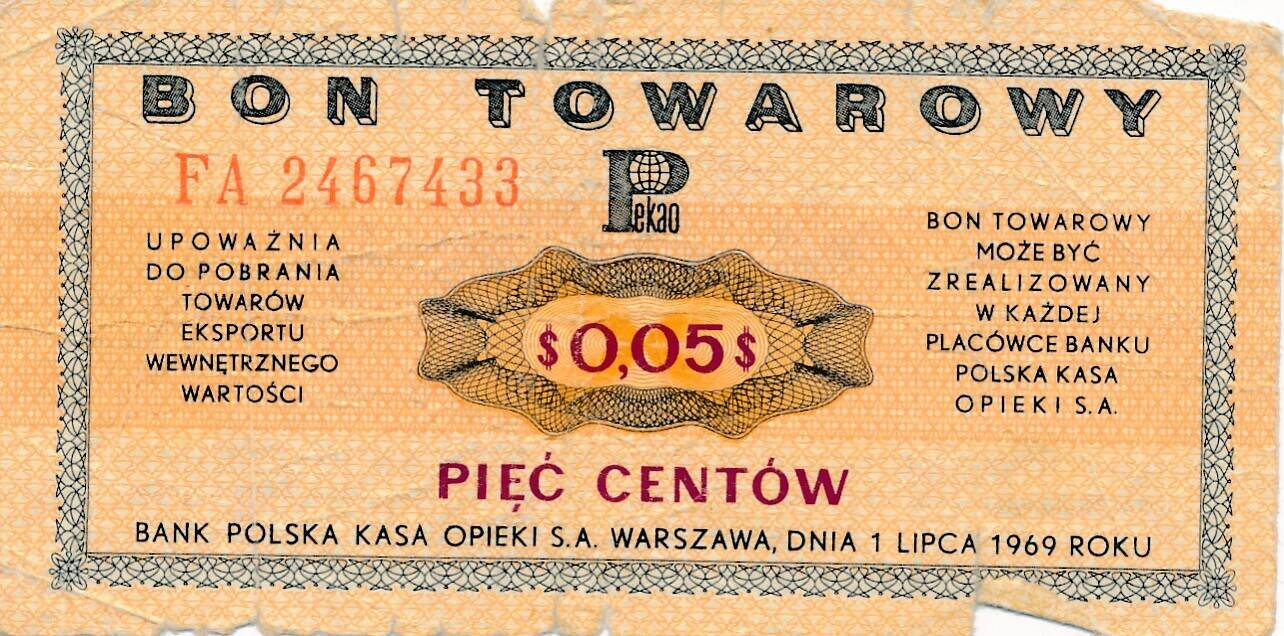 BON TOWAROWY
FA 2467433
Pekao
UPOWAŻNIA
DO POBRANIA
TOWARÓW
EKSPORTU
WEWNĘTRZNEGO
WARTOŚCI
$0,05$
BON TOWAROWY
MOŻE BYĆ
ZREALIZOWANY
W KAŻDEJ
PLACÓWCE BANKU
POLSKA KASA
OPIEKI S.A.
PIĘĆ CENTÓW
BANK POLSKA KASA OPIEKI S.A. WARSZAWA, DNIA 1 LIPCA 1969 ROKU